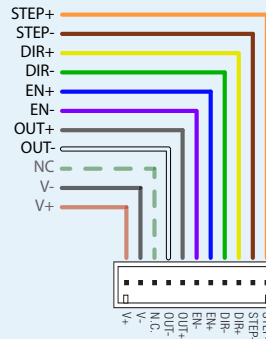 STEP+
STEP-
DIR+
DIR-
EN+
EN-
OUT+
OUT-
NC
V-
V+
V+
V-
N.C.
OUT-
OUT+
EN-
EN+
DIR-
DIR+
STEP-